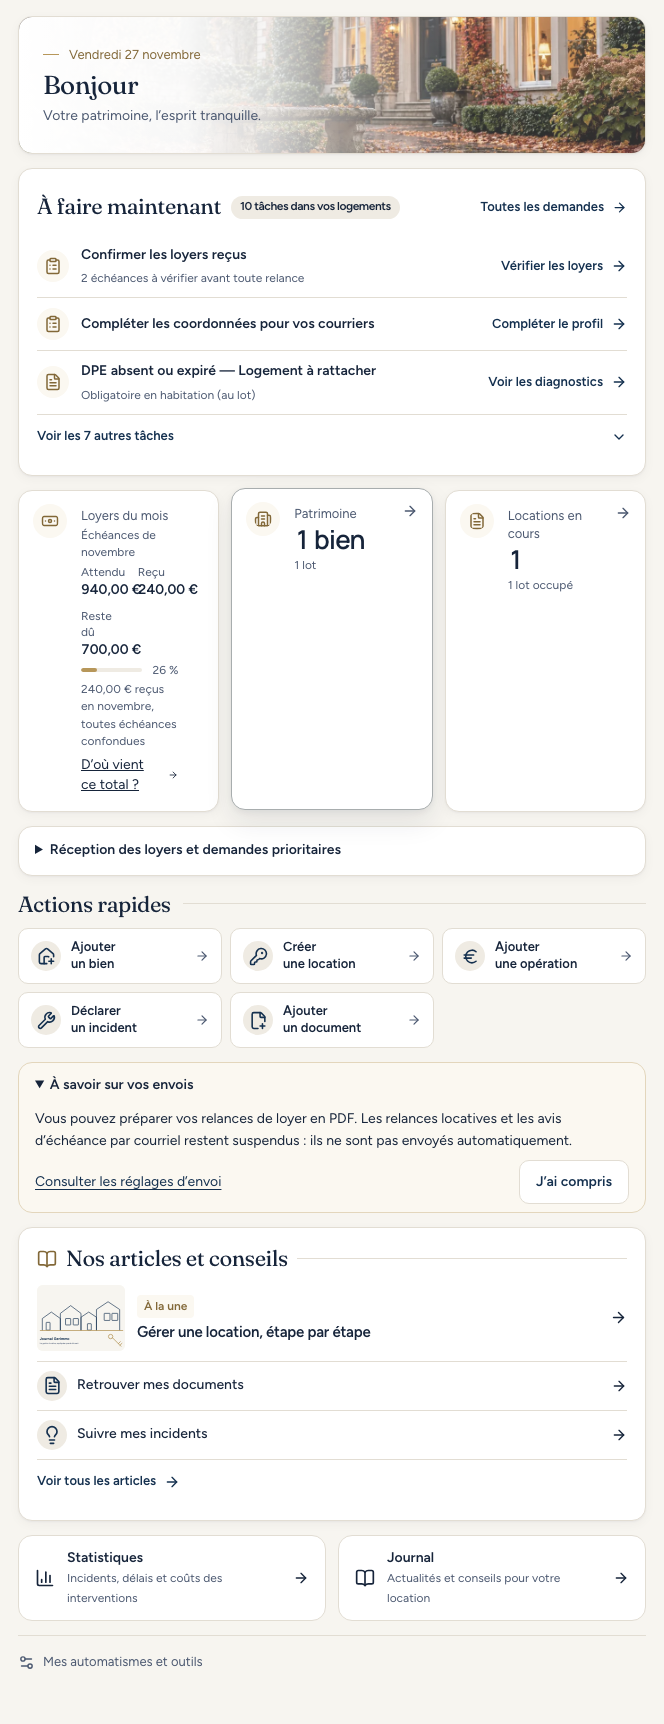 Vendredi 27 novembre
Bonjour
Votre patrimoine, l’esprit tranquille.
À faire maintenant
10 tâches dans vos logements
Toutes les demandes
Confirmer les loyers reçus
2 échéances à vérifier avant toute relance
Vérifier les loyers
Compléter les coordonnées pour vos courriers
Compléter le profil
DPE absent ou expiré — Logement à rattacher
Obligatoire en habitation (au lot)
Voir les diagnostics
Voir les 7 autres tâches
Loyers du mois
Échéances de
novembre
Attendu Reçu
940,00 € 240,00 €
Reste
dû
700,00 €
26 %
240,00 € reçus
en novembre,
toutes échéances
confondues
D’où vient
ce total ?
Patrimoine
1 bien
1 lot
Locations en
cours
1
1 lot occupé
Réception des loyers et demandes prioritaires
Actions rapides
Ajouter
un bien
Créer
une location
Ajouter
une opération
Déclarer
un incident
Ajouter
un document
À savoir sur vos envois
Vous pouvez préparer vos relances de loyer en PDF. Les relances locatives et les avis
d’échéance par courriel restent suspendus : ils ne sont pas envoyés automatiquement.
Consulter les réglages d’envoi
J’ai compris
Nos articles et conseils
À la une
Gérer une location, étape par étape
Retrouver mes documents
Suivre mes incidents
Voir tous les articles
Statistiques
Incidents, délais et coûts des
interventions
Journal
Actualités et conseils pour votre
location
Mes automatismes et outils